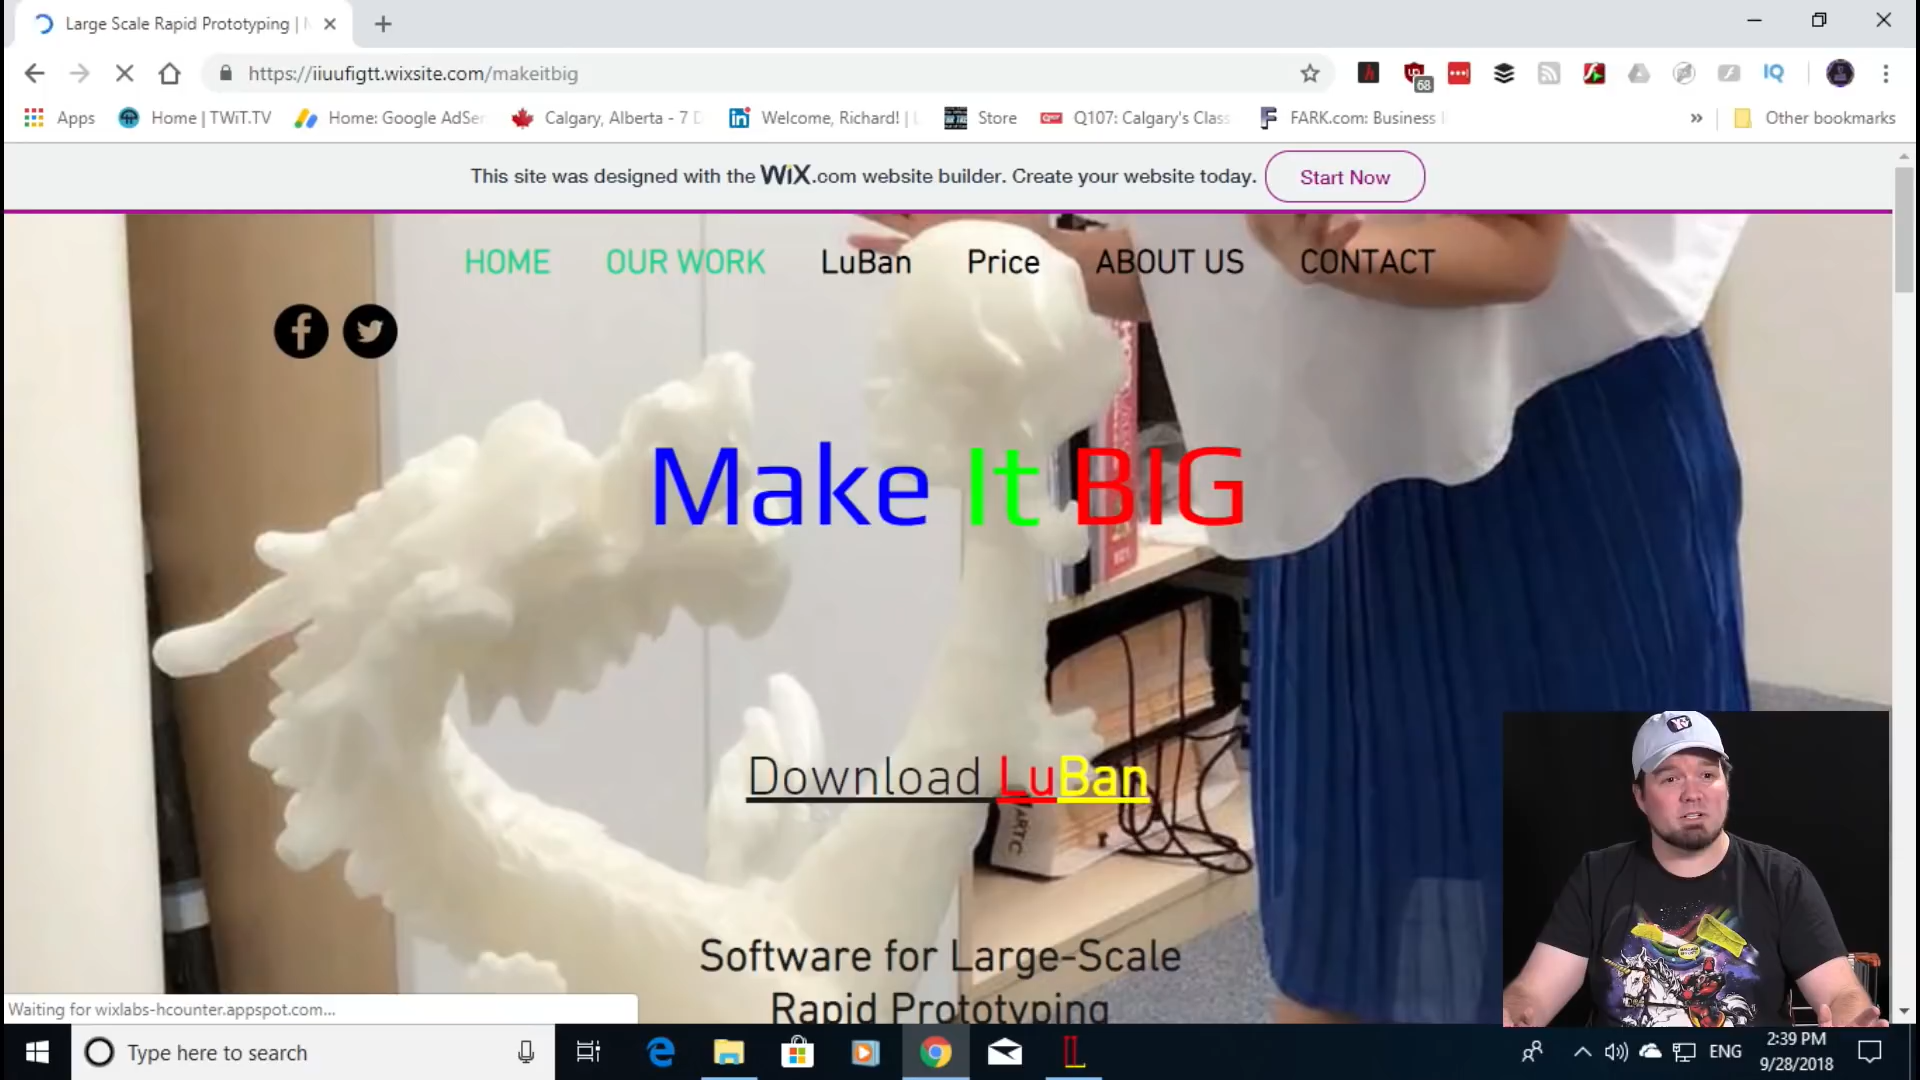 Large Scale Rapid Prototyping |
https://iiuufigtt.wixsite.com/makeitbig
68
IQ
Apps
Home | TWiT.TV
Home: Google AdSen
Calgary, Alberta - 7 D
Welcome, Richard! |
Store
Q107: Calgary's Class
FARK.com: Business
»
Other bookmarks
This site was designed with the WiX.com website builder. Create your website today.
Start Now
HOME
OUR WORK
LuBan
Price
ABOUT US
CONTACT
Make It BIG
Download LuBan
Software for Large-Scale
Rapid Prototyping
Waiting for wixlabs-hcounter.appspot.com...
Type here to search
ENG
2:39 PM
9/28/2018